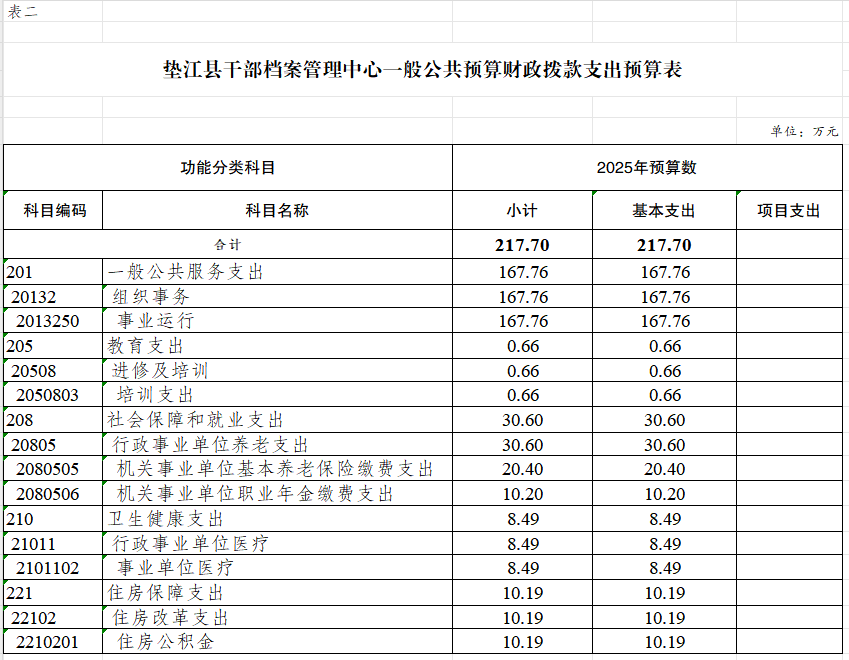 表二
垫江县干部档案管理中心一般公共预算财政拨款支出预算表
单位：万元
功能分类科目 2025年预算数
科目编码 科目名称 小计 基本支出 项目支出
合计 217.70 217.70
201 一般公共服务支出 167.76 167.76
20132 组织事务 167.76 167.76
2013250 事业运行 167.76 167.76
205 教育支出 0.66 0.66
20508 进修及培训 0.66 0.66
2050803 培训支出 0.66 0.66
208 社会保障和就业支出 30.60 30.60
20805 行政事业单位养老支出 30.60 30.60
2080505 机关事业单位基本养老保险缴费支出 20.40 20.40
2080506 机关事业单位职业年金缴费支出 10.20 10.20
210 卫生健康支出 8.49 8.49
21011 行政事业单位医疗 8.49 8.49
2101102 事业单位医疗 8.49 8.49
221 住房保障支出 10.19 10.19
22102 住房改革支出 10.19 10.19
2210201 住房公积金 10.19 10.19